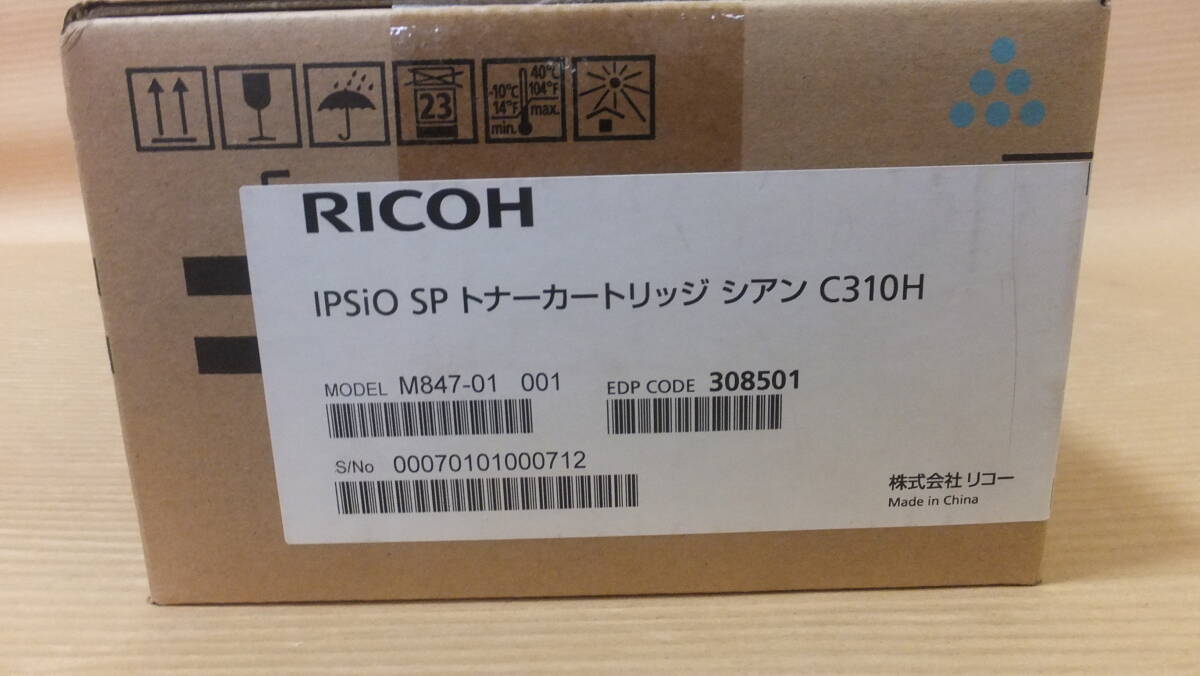 23
-10°C
14°F
min.
40°C
104°F
max.
RICOH
IPSiO SP トナーカートリッジ シアン C310H
MODEL M847-01 001
EDP CODE 308501
S/No 00070101000712
株式会社 リコー
Made in China